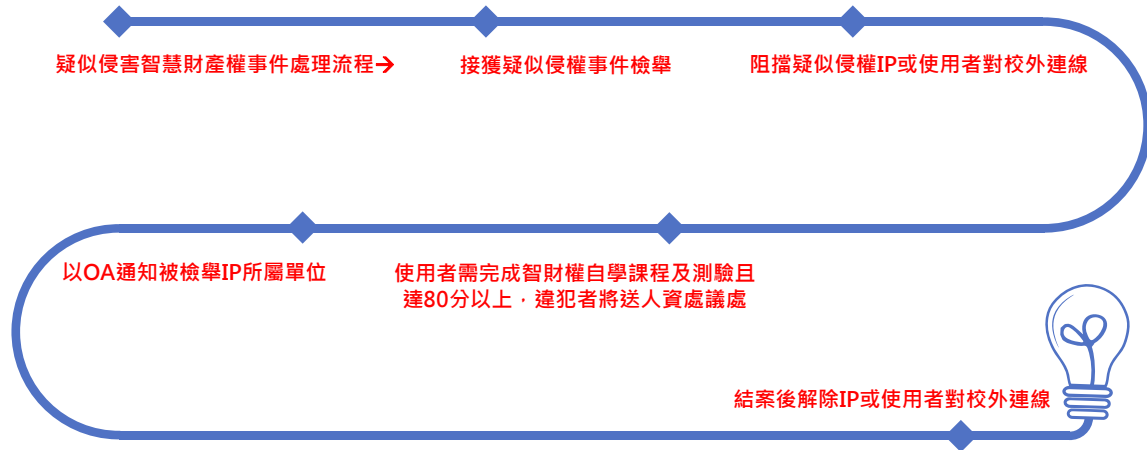 疑似侵害智慧財產權事件處理流程→
接獲疑似侵權事件檢舉
阻擋疑似侵權IP或使用者對校外連線
使用者需完成智財權自學課程及測驗且
達80分以上，違犯者將送人資處議處
以OA通知被檢舉IP所屬單位
結案後解除IP或使用者對校外連線